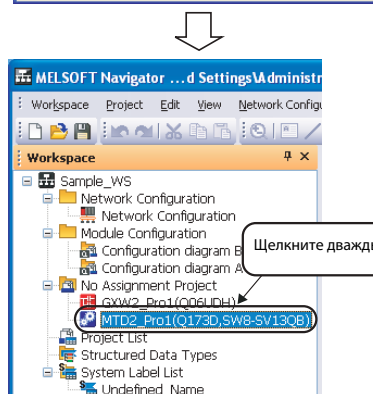 MELSOFT Navigator ...d Settings\Administr
Workspace Project Edit View Network Configu
Workspace
Sample_WS
Network Configuration
Network Configuration
Module Configuration
Configuration diagram B
Configuration diagram A
Щелкните дважды
No Assignment Project
GXW2_Pro1(Q06UDH)
MTD2_Pro1(Q173D,SW8-SV13QB)
Project List
Structured Data Types
System Label List
Undefined_Name